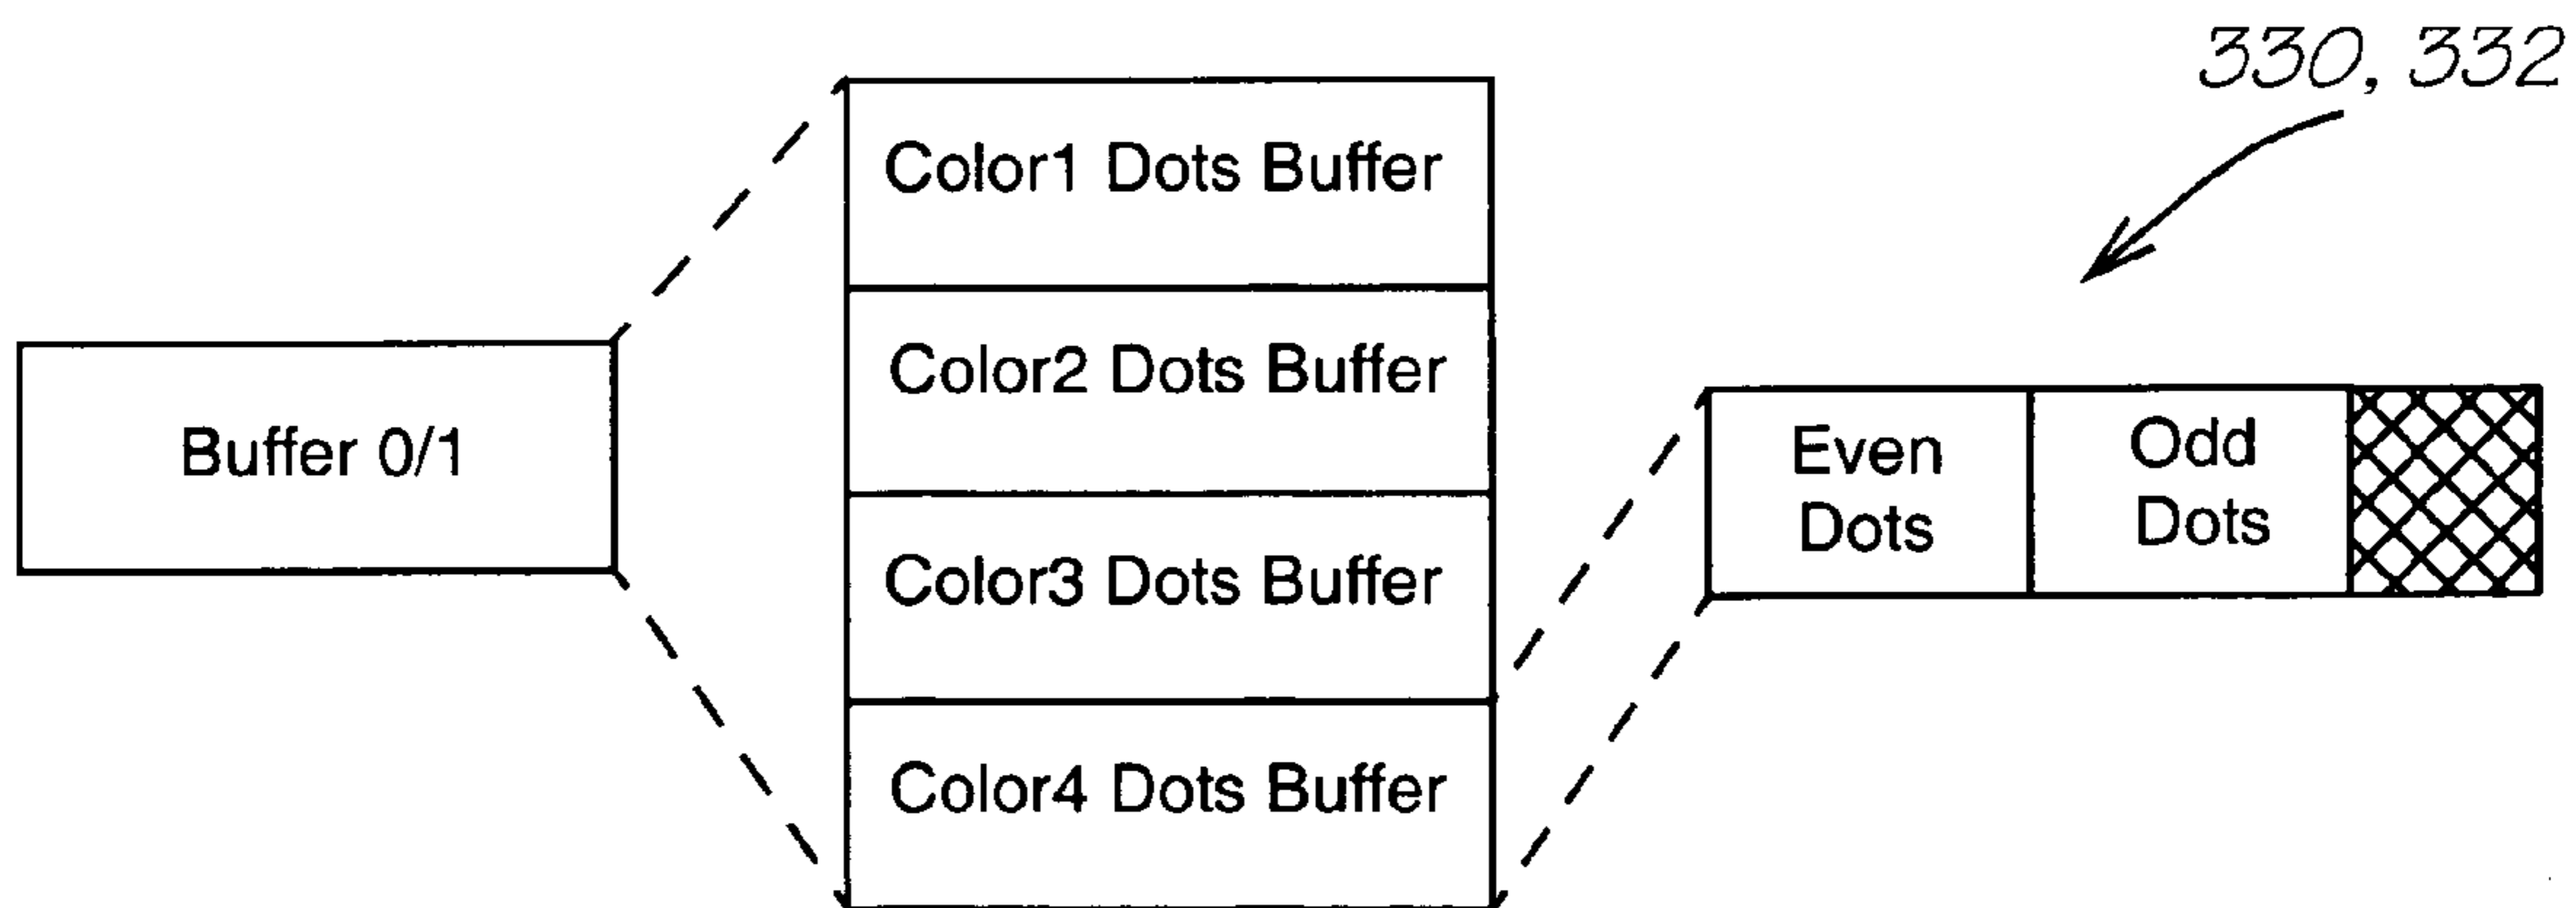 330, 332
Buffer 0/1
Color1 Dots Buffer
Color2 Dots Buffer
Color3 Dots Buffer
Color4 Dots Buffer
Even
Dots
Odd
Dots